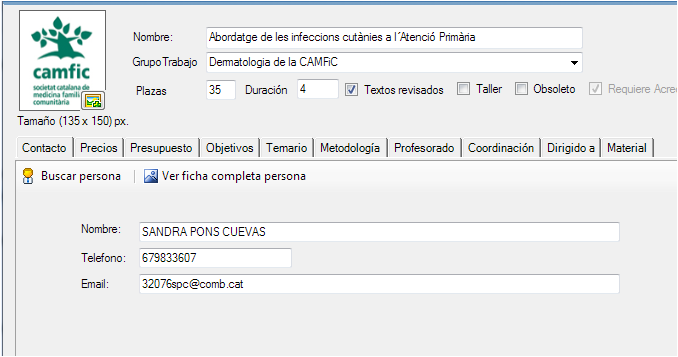 camfic
societat catalana de
medicina famili
comunitària
Tamaño (135 x 150) px.
Nombre: Abordatge de les infeccions cutànies a l´Atenció Primària
GrupoTrabajo Dermatologia de la CAMFiC
Plazas 35 Duración 4 Textos revisados Taller Obsoleto Requiere Acre
Contacto Precios Presupuesto Objetivos Temario Metodología Profesorado Coordinación Dirigido a Material
Buscar persona Ver ficha completa persona
Nombre: SANDRA PONS CUEVAS
Telefono: 679833607
Email: 32076spc@comb.cat